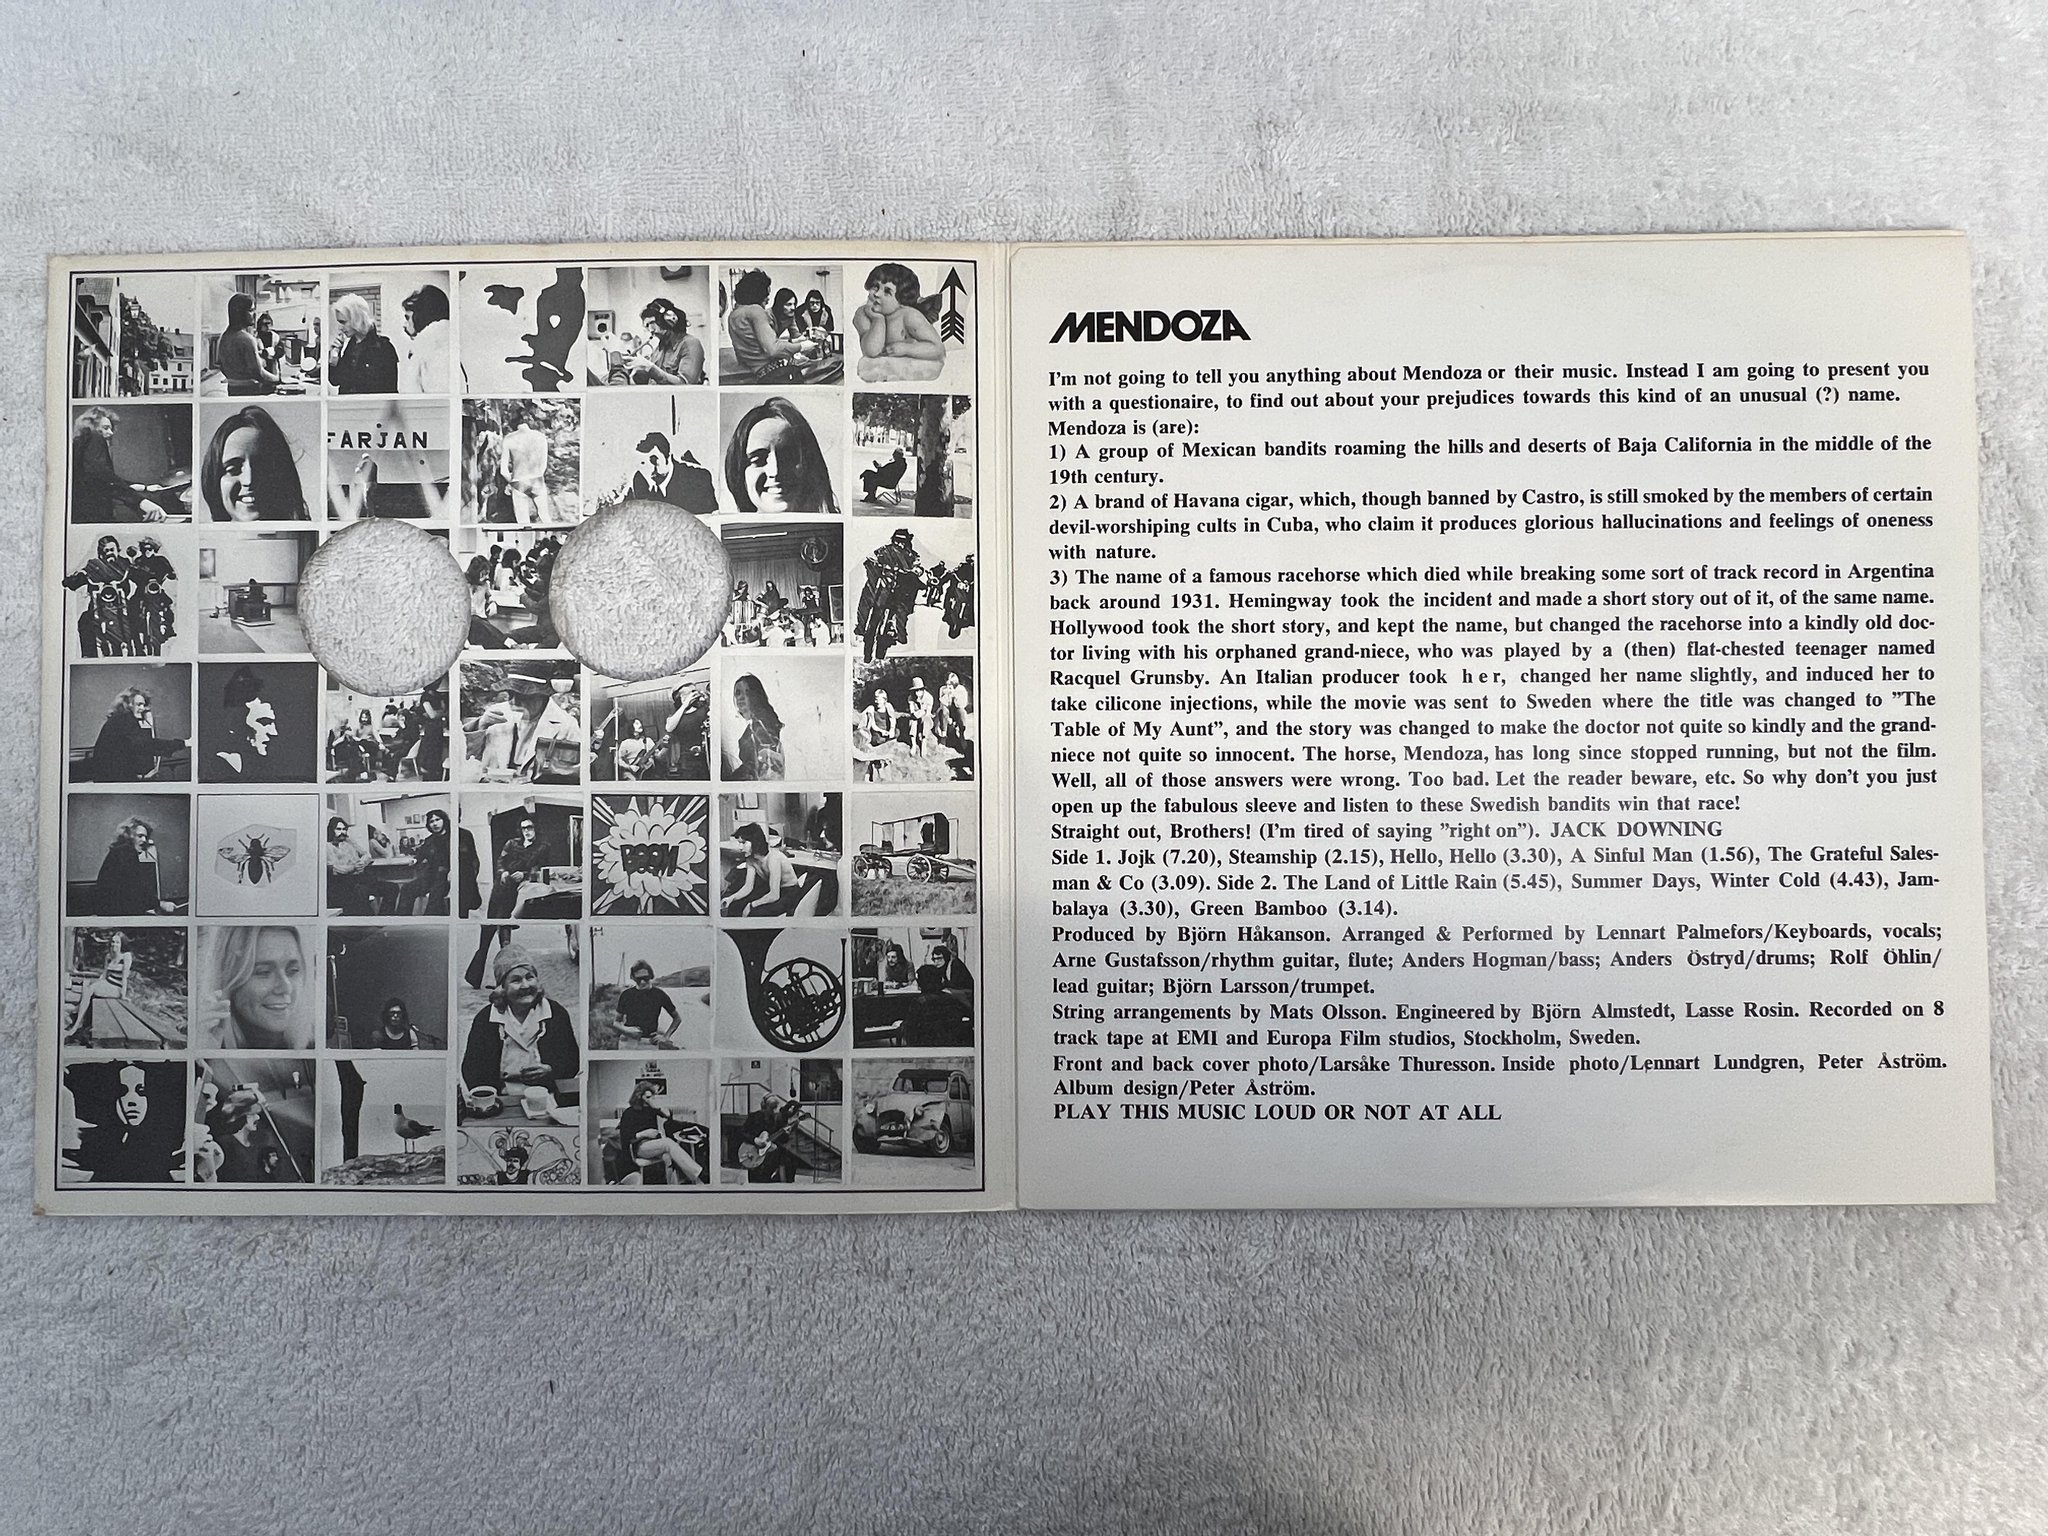 FÄRJAN
BOOM
MENDOZA
I'm not going to tell you anything about Mendoza or their music. Instead I am going to present you
with a questionaire, to find out about your prejudices towards this kind of an unusual (?) name.
Mendoza is (are):
1) A group of Mexican bandits roaming the hills and deserts of Baja California in the middle of the
19th century.
2) A brand of Havana cigar, which, though banned by Castro, is still smoked by the members of certain
devil-worshiping cults in Cuba, who claim it produces glorious hallucinations and feelings of oneness
with nature.
3) The name of a famous racehorse which died while breaking some sort of track record in Argentina
back around 1931. Hemingway took the incident and made a short story out of it, of the same name.
Hollywood took the short story, and kept the name, but changed the racehorse into a kindly old doc-
tor living with his orphaned grand-niece, who was played by a (then) flat-chested teenager named
Racquel Grunsby. An Italian producer took h e r, changed her name slightly, and induced her to
take cilicone injections, while the movie was sent to Sweden where the title was changed to ”The
Table of My Aunt”, and the story was changed to make the doctor not quite so kindly and the grand-
niece not quite so innocent. The horse, Mendoza, has long since stopped running, but not the film.
Well, all of those answers were wrong. Too bad. Let the reader beware, etc. So why don't you just
open up the fabulous sleeve and listen to these Swedish bandits win that race!
Straight out, Brothers! (I'm tired of saying ”right on”). JACK DOWNING
Side 1. Jojk (7.20), Steamship (2.15), Hello, Hello (3.30), A Sinful Man (1.56), The Grateful Sales-
man & Co (3.09). Side 2. The Land of Little Rain (5.45), Summer Days, Winter Cold (4.43), Jam-
balaya (3.30), Green Bamboo (3.14).
Produced by Björn Håkanson. Arranged & Performed by Lennart Palmefors/Keyboards, vocals;
Arne Gustafsson/rhythm guitar, flute; Anders Hogman/bass; Anders Östryd/drums; Rolf Öhlin/
lead guitar; Björn Larsson/trumpet.
String arrangements by Mats Olsson. Engineered by Björn Almstedt, Lasse Rosin. Recorded on 8
track tape at EMI and Europa Film studios, Stockholm, Sweden.
Front and back cover photo/Larsåke Thuresson. Inside photo/Lennart Lundgren, Peter Åström.
Album design/Peter Åström.
PLAY THIS MUSIC LOUD OR NOT AT ALL